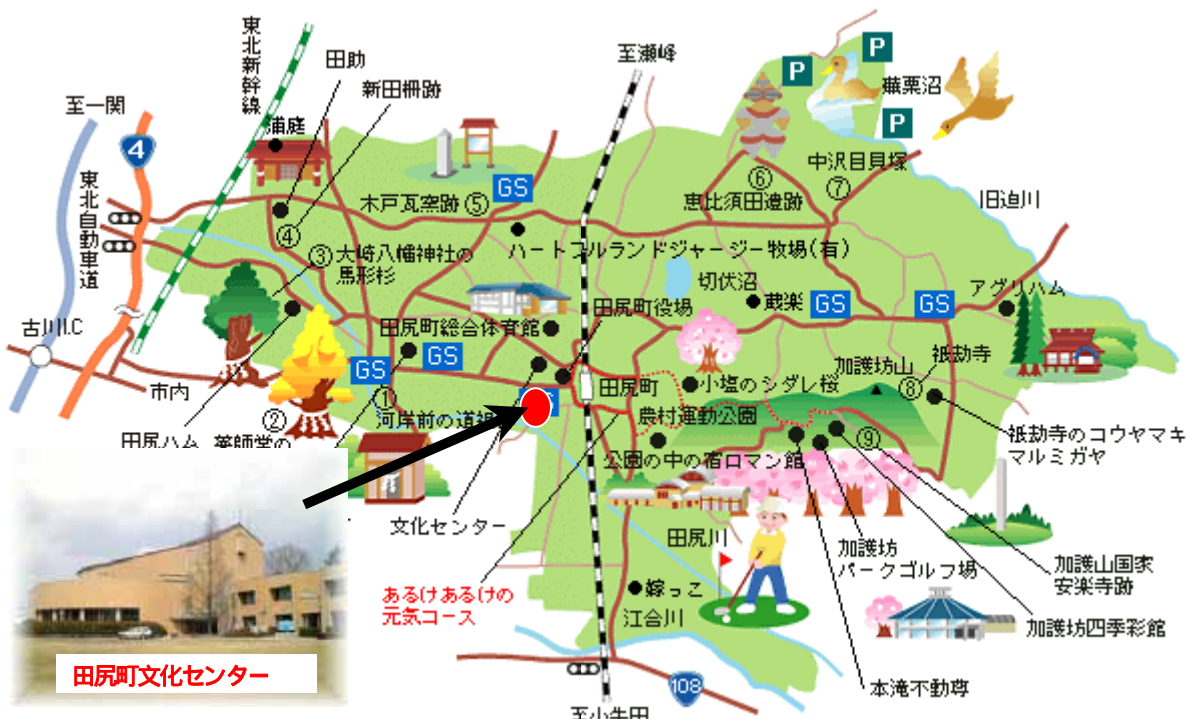 東北新幹線
田助
新田柵跡
至一関
4
浦庭
東北自動車道
至瀬峰
P
P
P
蕪栗沼
中沢目貝塚
⑦
⑥
恵比須田遺跡
旧迫川
木戸瓦窯跡⑤
GS
④
③大崎八幡神社の
馬形杉
ハートフルランドジャージー牧場(有)
切伏沼
蔵楽
GS
GS
アグリハム
田尻町役場
田尻町総合体育館
GS
GS
古川I.C
市内
田尻町
小塩のシダレ桜
加護坊山
祇劫寺
⑧
②
①
河岸前の道祖
農村運動公園
⑨
祇劫寺のコウヤマキ
マルミガヤ
田尻ハム
薬師堂の
公園の中の宿ロマン館
文化センター
田尻川
加護坊
パークゴルフ場
加護山国家
安楽寺跡
あるけあるけの
元気コース
嫁っこ
江合川
加護坊四季彩館
田尻町文化センター
108
本滝不動尊
至小牛田